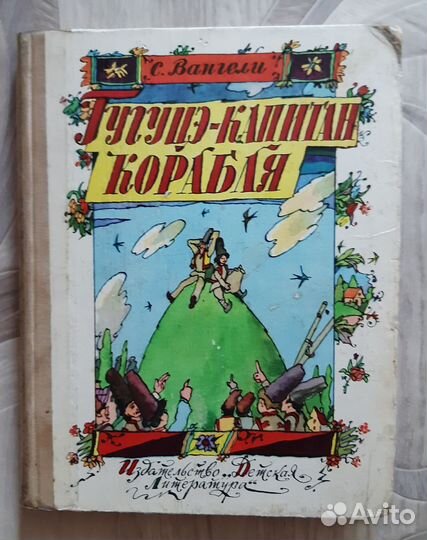 С. Вангели
Гугуцэ-капитан
корабля
Издательство „Детская
Литература“
Avito